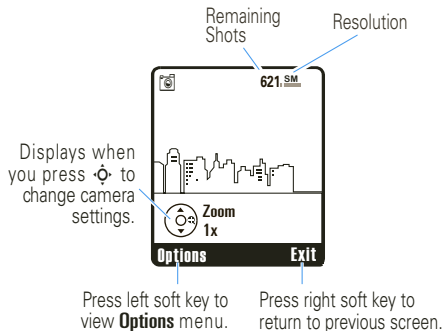 Remaining
Shots
Resolution
621
SM
Displays when
you press to
change camera
settings.
Zoom
1x
Options
Exit
Press left soft key to
view Options menu.
Press right soft key to
return to previous screen.